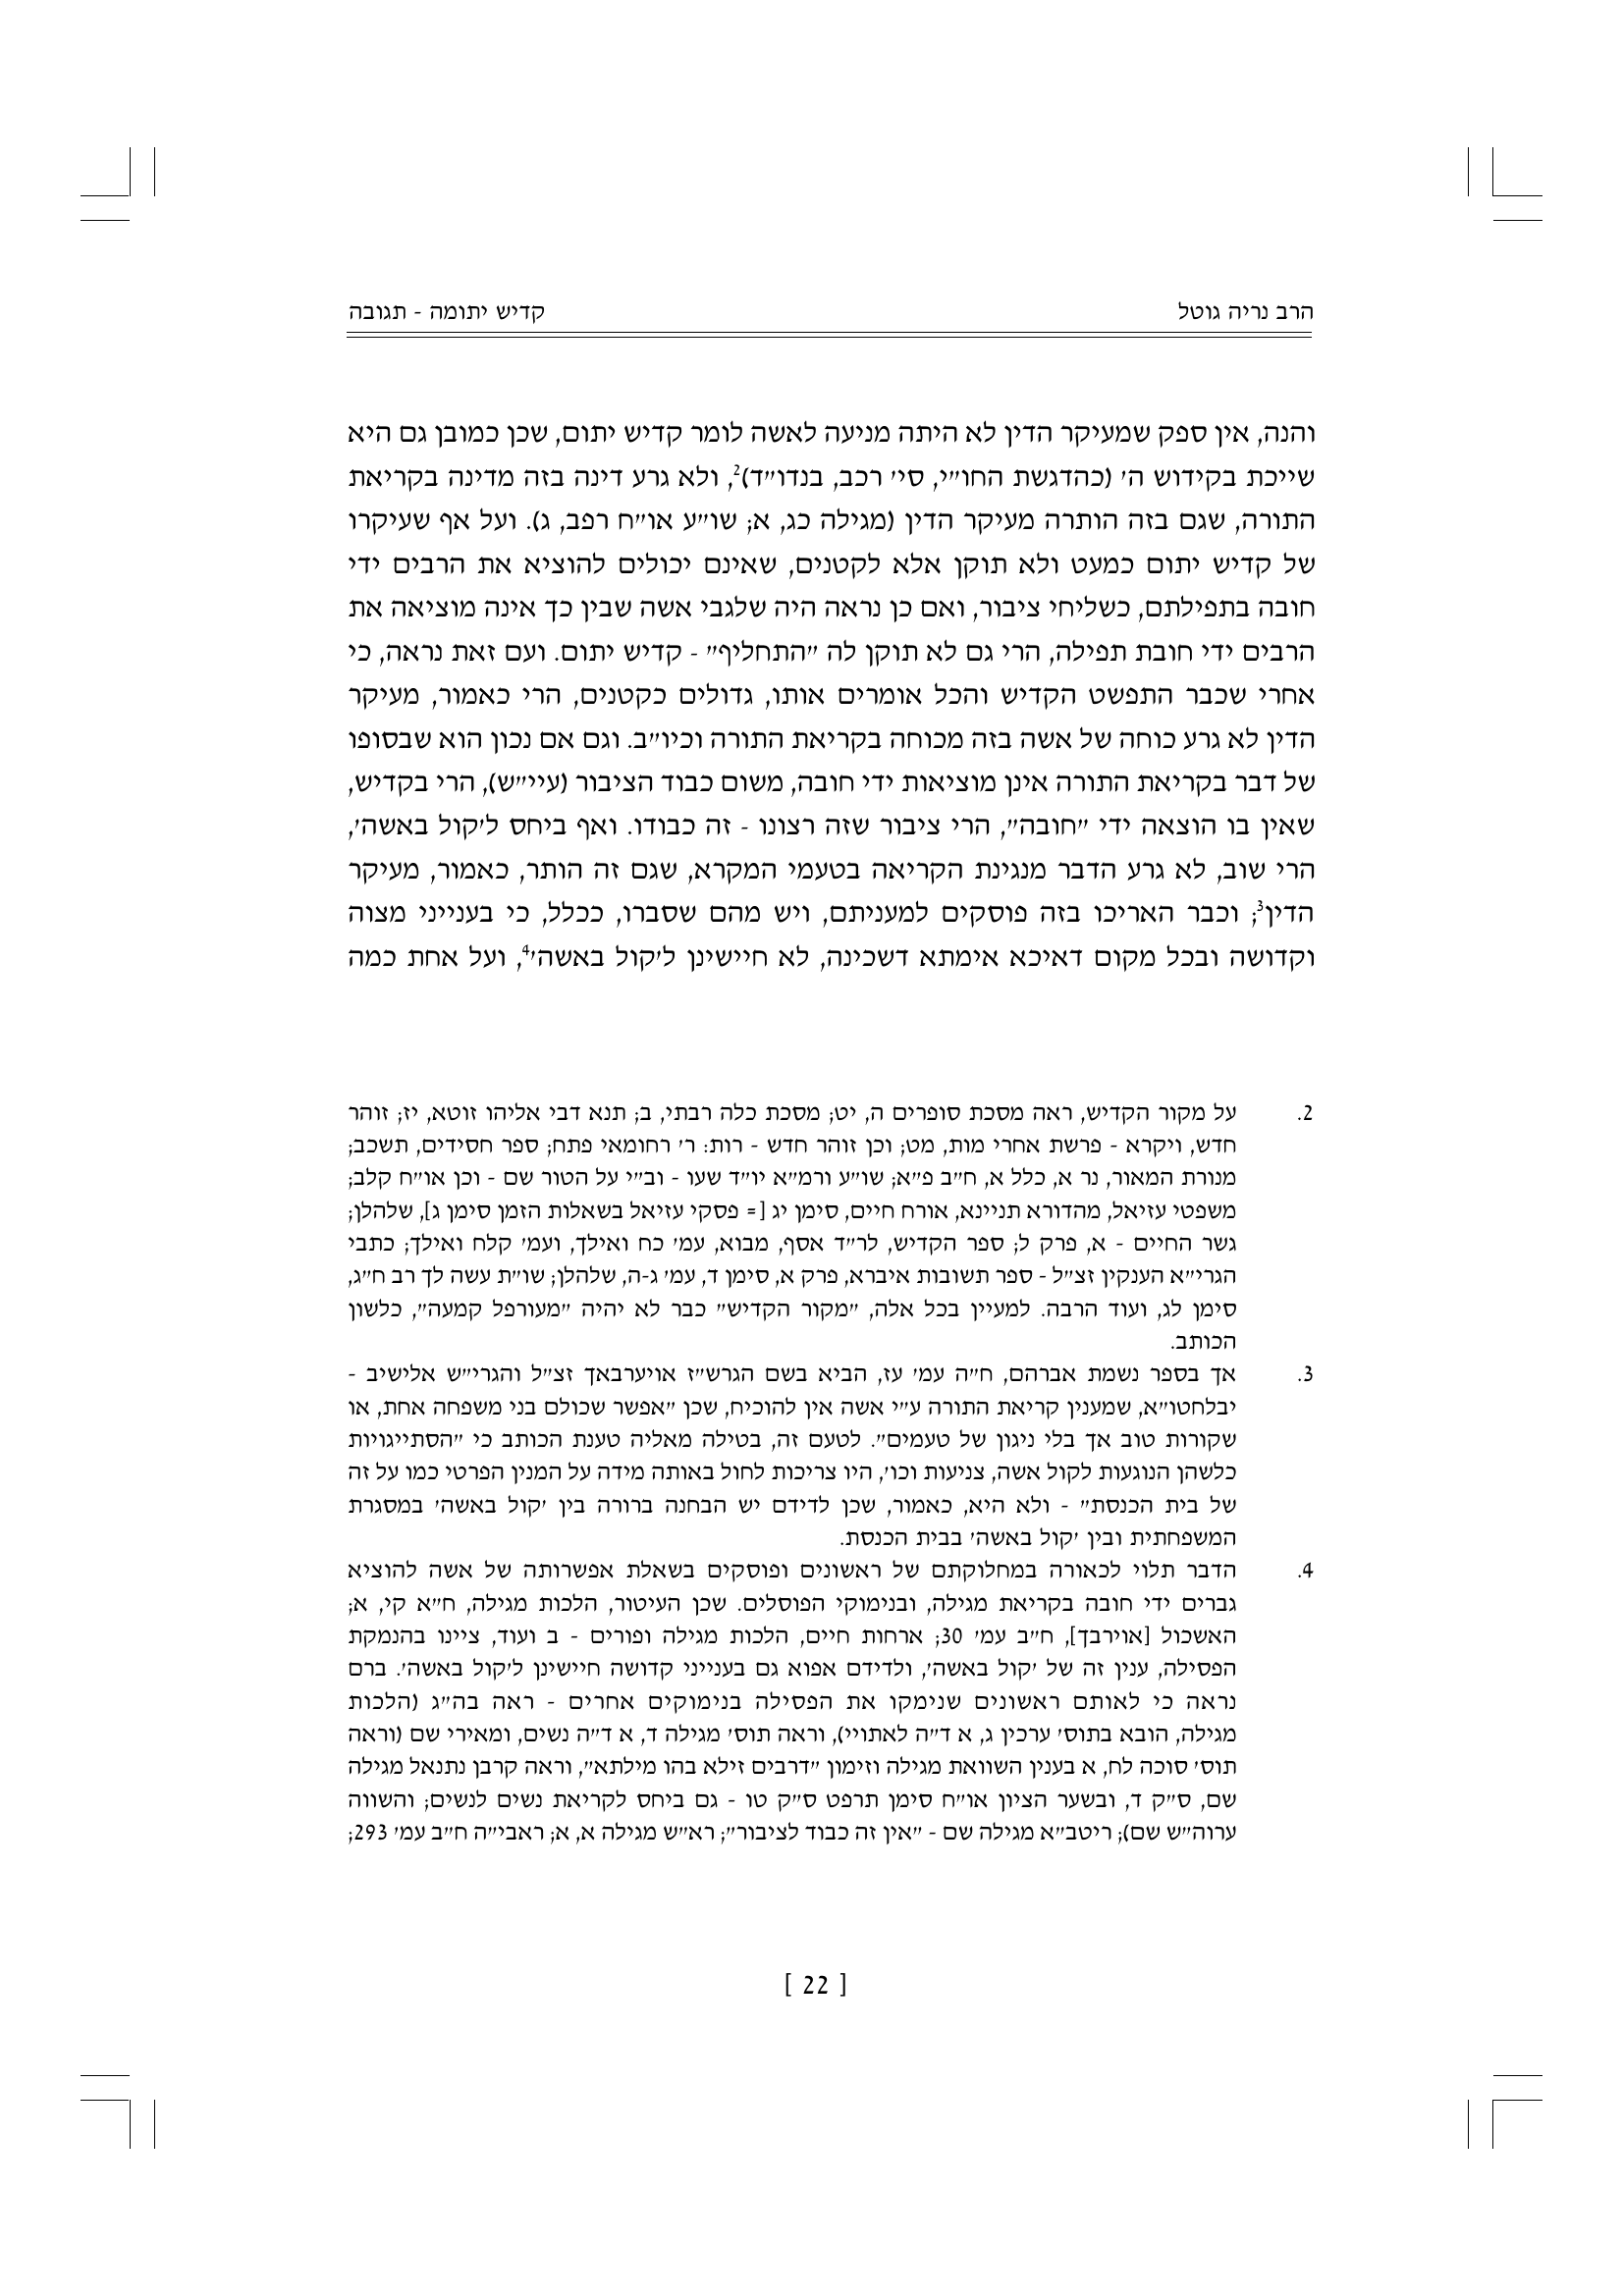 הרב נריה גוטל
קדיש יתומה - תגובה
והנה, אין ספק שמעיקר הדין לא היתה מניעה לאשה לומר קדיש יתום, שכן כמובן גם היא
שייכת בקידוש ה׳ (כהדגשת החו״י, סי׳ רכב, בנדו״ד)2, ולא גרע דינה בזה מדינה בקריאת
התורה, שגם בזה הותרה מעיקר הדין (מגילה כג, א; שו״ע או״ח רפב, ג). ועל אף שעיקרו
של קדיש יתום כמעט ולא תוקן אלא לקטנים, שאינם יכולים להוציא את הרבים ידי
חובה בתפילתם, כשליחי ציבור, ואם כן נראה היה שלגבי אשה שבין כך אינה מוציאה את
הרבים ידי חובת תפילה, הרי גם לא תוקן לה ״התחליף״ - קדיש יתום. ועם זאת נראה, כי
אחרי שכבר התפשט הקדיש והכל אומרים אותו, גדולים כקטנים, הרי כאמור, מעיקר
הדין לא גרע כוחה של אשה בזה מכוחה בקריאת התורה וכיו״ב. וגם אם נכון הוא שבסופו
של דבר בקריאת התורה אינן מוציאות ידי חובה, משום כבוד הציבור (עיי״ש), הרי בקדיש,
שאין בו הוצאה ידי ״חובה״, הרי ציבור שזה רצונו - זה כבודו. ואף ביחס ל׳קול באשה׳,
הרי שוב, לא גרע הדבר מנגינת הקריאה בטעמי המקרא, שגם זה הותר, כאמור, מעיקר
הדין3; וכבר האריכו בזה פוסקים למעניתם, ויש מהם שסברו, ככלל, כי בענייני מצוה
וקדושה ובכל מקום דאיכא אימתא דשכינה, לא חיישינן ל׳קול באשה׳4, ועל אחת כמה
2. על מקור הקדיש, ראה מסכת סופרים ה, יט; מסכת כלה רבתי, ב; תנא דבי אליהו זוטא, יז; זוהר
חדש, ויקרא - פרשת אחרי מות, מט; וכן זוהר חדש - רות: ר׳ רחומאי פתח; ספר חסידים, תשכב;
מנורת המאור, נר א, כלל א, ח״ב פ״א; שו״ע ורמ״א יו״ד שעו - וב״י על הטור שם - וכן או״ח קלב;
משפטי עזיאל, מהדורא תניינא, אורח חיים, סימן יג [= פסקי עזיאל בשאלות הזמן סימן ג], שלהלן;
גשר החיים - א, פרק ל; ספר הקדיש, לר״ד אסף, מבוא, עמ׳ כח ואילך, ועמ׳ קלח ואילך; כתבי
הגרי״א הענקין זצ״ל - ספר תשובות איברא, פרק א, סימן ד, עמ׳ ג-ה, שלהלן; שו״ת עשה לך רב ח״ג,
סימן לג, ועוד הרבה. למעיין בכל אלה, ״מקור הקדיש״ כבר לא יהיה ״מעורפל קמעה״, כלשון
הכותב.
3. אך בספר נשמת אברהם, ח״ה עמ׳ עז, הביא בשם הגרש״ז אויערבאך זצ״ל והגרי״ש אלישיב -
יבלחטו״א, שמענין קריאת התורה ע״י אשה אין להוכיח, שכן ״אפשר שכולם בני משפחה אחת, או
שקורות טוב אך בלי ניגון של טעמים״. לטעם זה, בטילה מאליה טענת הכותב כי ״הסתייגויות
כלשהן הנוגעות לקול אשה, צניעות וכו׳, היו צריכות לחול באותה מידה על המנין הפרטי כמו על זה
של בית הכנסת״ - ולא היא, כאמור, שכן לדידם יש הבחנה ברורה בין ׳קול באשה׳ במסגרת
המשפחתית ובין ׳קול באשה׳ בבית הכנסת.
4. הדבר תלוי לכאורה במחלוקתם של ראשונים ופוסקים בשאלת אפשרותה של אשה להוציא
גברים ידי חובה בקריאת מגילה, ובנימוקי הפוסלים. שכן העיטור, הלכות מגילה, ח״א קי, א;
האשכול [אוירבך], ח״ב עמ׳ 30; ארחות חיים, הלכות מגילה ופורים - ב ועוד, ציינו בהנמקת
הפסילה, ענין זה של ׳קול באשה׳, ולדידם אפוא גם בענייני קדושה חיישינן ל׳קול באשה׳. ברם
נראה כי לאותם ראשונים שנימקו את הפסילה בנימוקים אחרים - ראה בה״ג (הלכות
מגילה, הובא בתוס׳ ערכין ג, א ד״ה לאתויי), וראה תוס׳ מגילה ד, א ד״ה נשים, ומאירי שם (וראה
תוס׳ סוכה לח, א בענין השוואת מגילה וזימון ״דרבים זילא בהו מילתא״, וראה קרבן נתנאל מגילה
שם, ס״ק ד, ובשער הציון או״ח סימן תרפט ס״ק טו - גם ביחס לקריאת נשים לנשים; והשווה
ערוה״ש שם); ריטב״א מגילה שם - ״אין זה כבוד לציבור״; רא״ש מגילה א, א; ראבי״ה ח״ב עמ׳ 293;
[ 22 ]